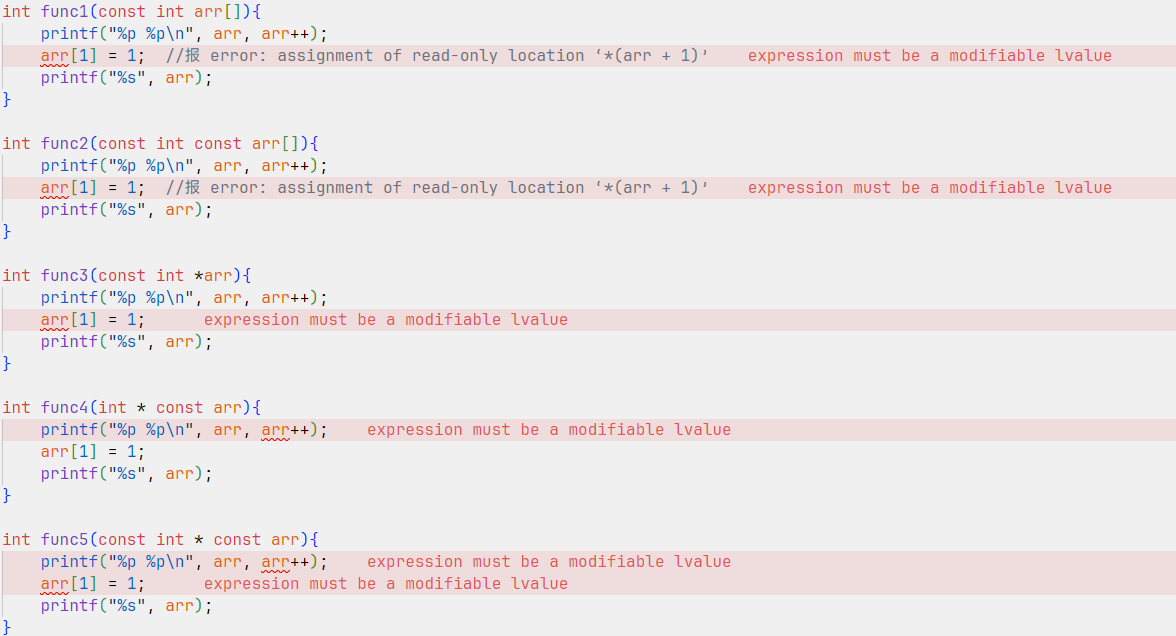 int func1(const int arr[]){
    printf("%p %p\n", arr, arr++);
    arr[1] = 1;  //报 error: assignment of read-only location ‘*(arr + 1)’    expression must be a modifiable lvalue
    printf("%s", arr);
}
int func2(const int const arr[]){
    printf("%p %p\n", arr, arr++);
    arr[1] = 1;  //报 error: assignment of read-only location ‘*(arr + 1)’    expression must be a modifiable lvalue
    printf("%s", arr);
}
int func3(const int *arr){
    printf("%p %p\n", arr, arr++);
    arr[1] = 1;      expression must be a modifiable lvalue
    printf("%s", arr);
}
int func4(int * const arr){
    printf("%p %p\n", arr, arr++);    expression must be a modifiable lvalue
    arr[1] = 1;
    printf("%s", arr);
}
int func5(const int * const arr){
    printf("%p %p\n", arr, arr++);    expression must be a modifiable lvalue
    arr[1] = 1;      expression must be a modifiable lvalue
    printf("%s", arr);
}